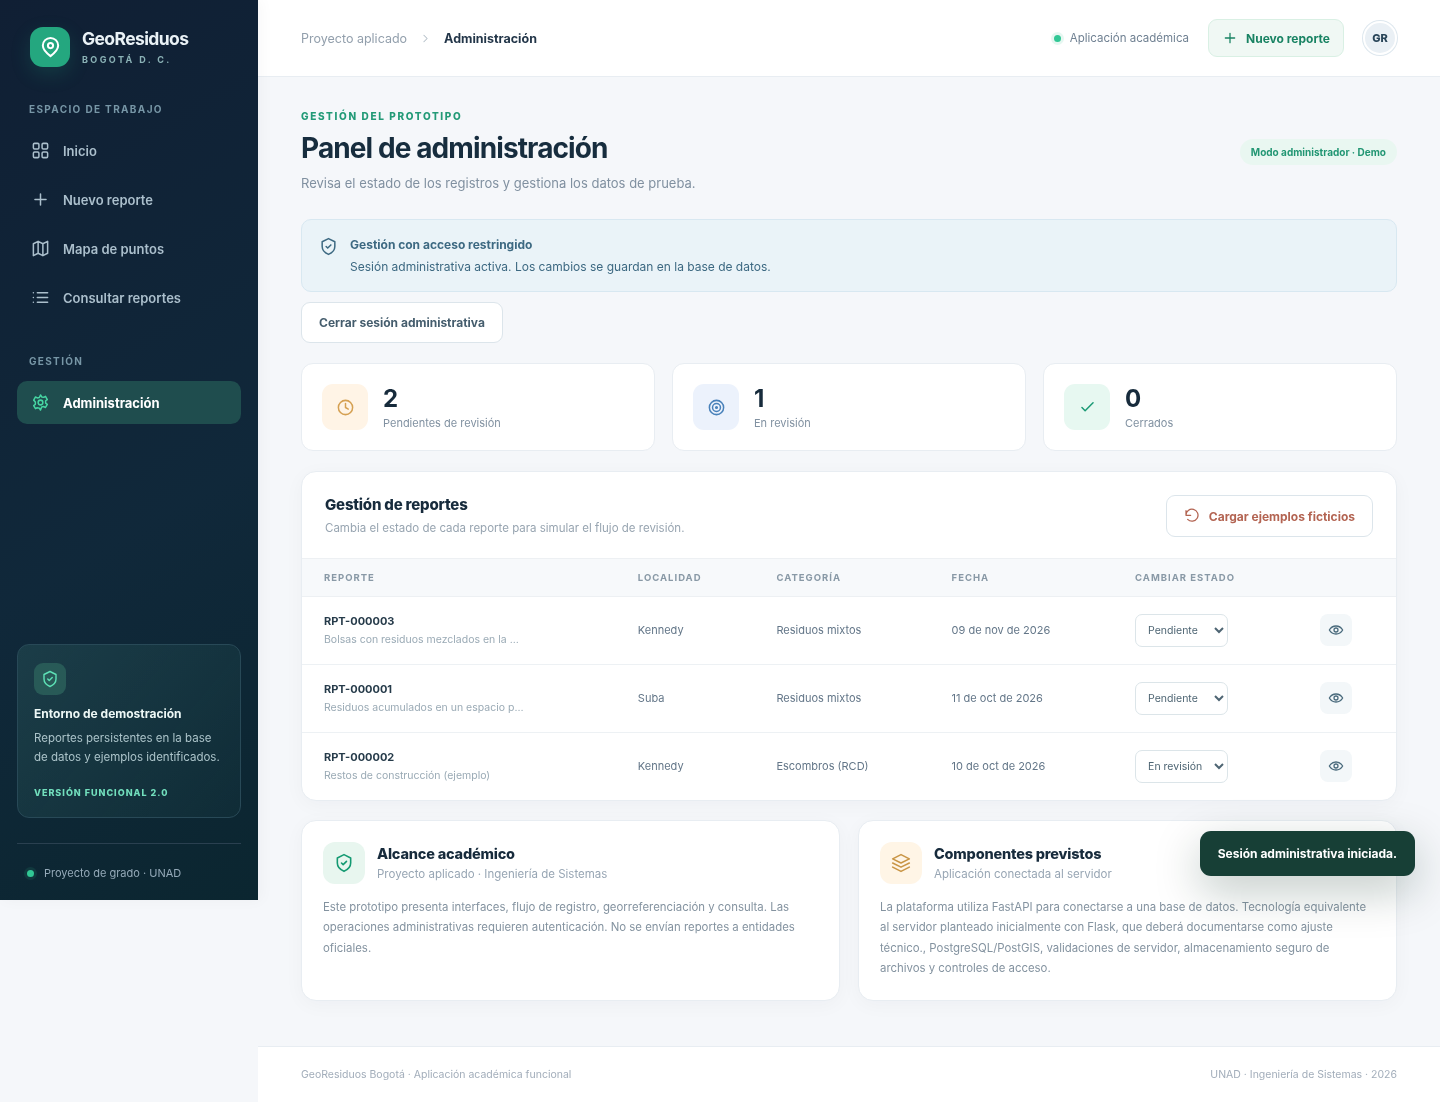 GeoResiduos
BOGOTÁ D. C.
ESPACIO DE TRABAJO
Inicio
Nuevo reporte
Mapa de puntos
Consultar reportes
GESTIÓN
Administración
Entorno de demostración
Reportes persistentes en la base
de datos y ejemplos identificados.
VERSIÓN FUNCIONAL 2.0
Proyecto de grado · UNAD
Proyecto aplicado
Administración
Aplicación académica
Nuevo reporte
GR
GESTIÓN DEL PROTOTIPO
Panel de administración
Modo administrador · Demo
Revisa el estado de los registros y gestiona los datos de prueba.
Gestión con acceso restringido
Sesión administrativa activa. Los cambios se guardan en la base de datos.
Cerrar sesión administrativa
2
Pendientes de revisión
1
En revisión
0
Cerrados
Gestión de reportes
Cambia el estado de cada reporte para simular el flujo de revisión.
Cargar ejemplos ficticios
REPORTE LOCALIDAD CATEGORÍA FECHA CAMBIAR ESTADO
RPT-000003
Bolsas con residuos mezclados en la ...
Kennedy Residuos mixtos 09 de nov de 2026 Pendiente
RPT-000001
Residuos acumulados en un espacio p...
Suba Residuos mixtos 11 de oct de 2026 Pendiente
RPT-000002
Restos de construcción (ejemplo)
Kennedy Escombros (RCD) 10 de oct de 2026 En revisión
Alcance académico
Proyecto aplicado · Ingeniería de Sistemas
Este prototipo presenta interfaces, flujo de registro, georreferenciación y consulta. Las
operaciones administrativas requieren autenticación. No se envían reportes a entidades
oficiales.
Componentes previstos
Aplicación conectada al servidor
Sesión administrativa iniciada.
La plataforma utiliza FastAPI para conectarse a una base de datos. Tecnología equivalente
al servidor planteado inicialmente con Flask, que deberá documentarse como ajuste
técnico., PostgreSQL/PostGIS, validaciones de servidor, almacenamiento seguro de
archivos y controles de acceso.
GeoResiduos Bogotá · Aplicación académica funcional
UNAD · Ingeniería de Sistemas · 2026